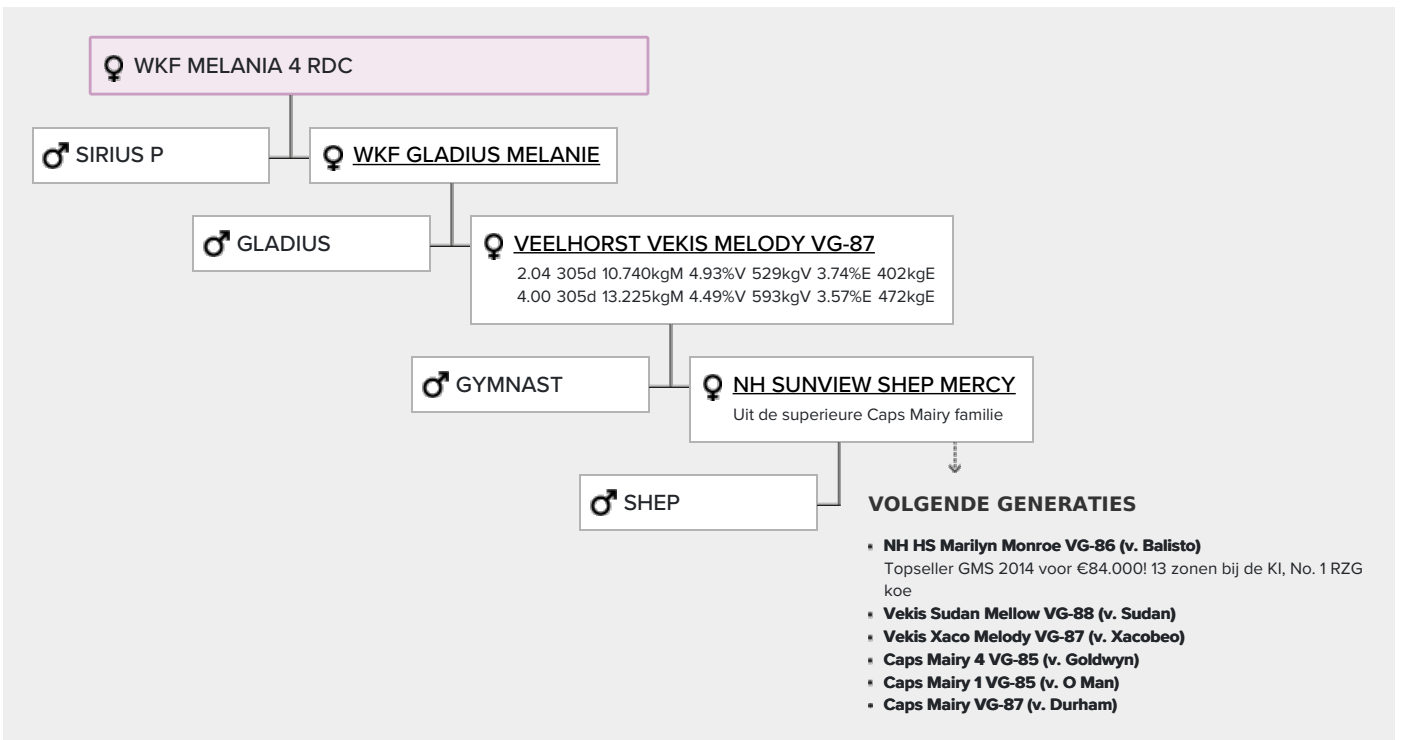 WKF MELANIA 4 RDC
SIRIUS P
WKF GLADIUS MELANIE
GLADIUS
VEELHORST VEKIS MELODY VG-87
2.04 305d 10.740kgM 4.93%V 529kgV 3.74%E 402kgE
4.00 305d 13.225kgM 4.49%V 593kgV 3.57%E 472kgE
GYMNAST
NH SUNVIEW SHEP MERCY
Uit de superieure Caps Mairy familie
SHEP
VOLGENDE GENERATIES
NH HS Marilyn Monroe VG-86 (v. Balisto)
Topseller GMS 2014 voor €84.000! 13 zonen bij de KI, No. 1 RZG
koe
Vekis Sudan Mellow VG-88 (v. Sudan)
Vekis Xaco Melody VG-87 (v. Xacobeo)
Caps Mairy 4 VG-85 (v. Goldwyn)
Caps Mairy 1 VG-85 (v. O Man)
Caps Mairy VG-87 (v. Durham)